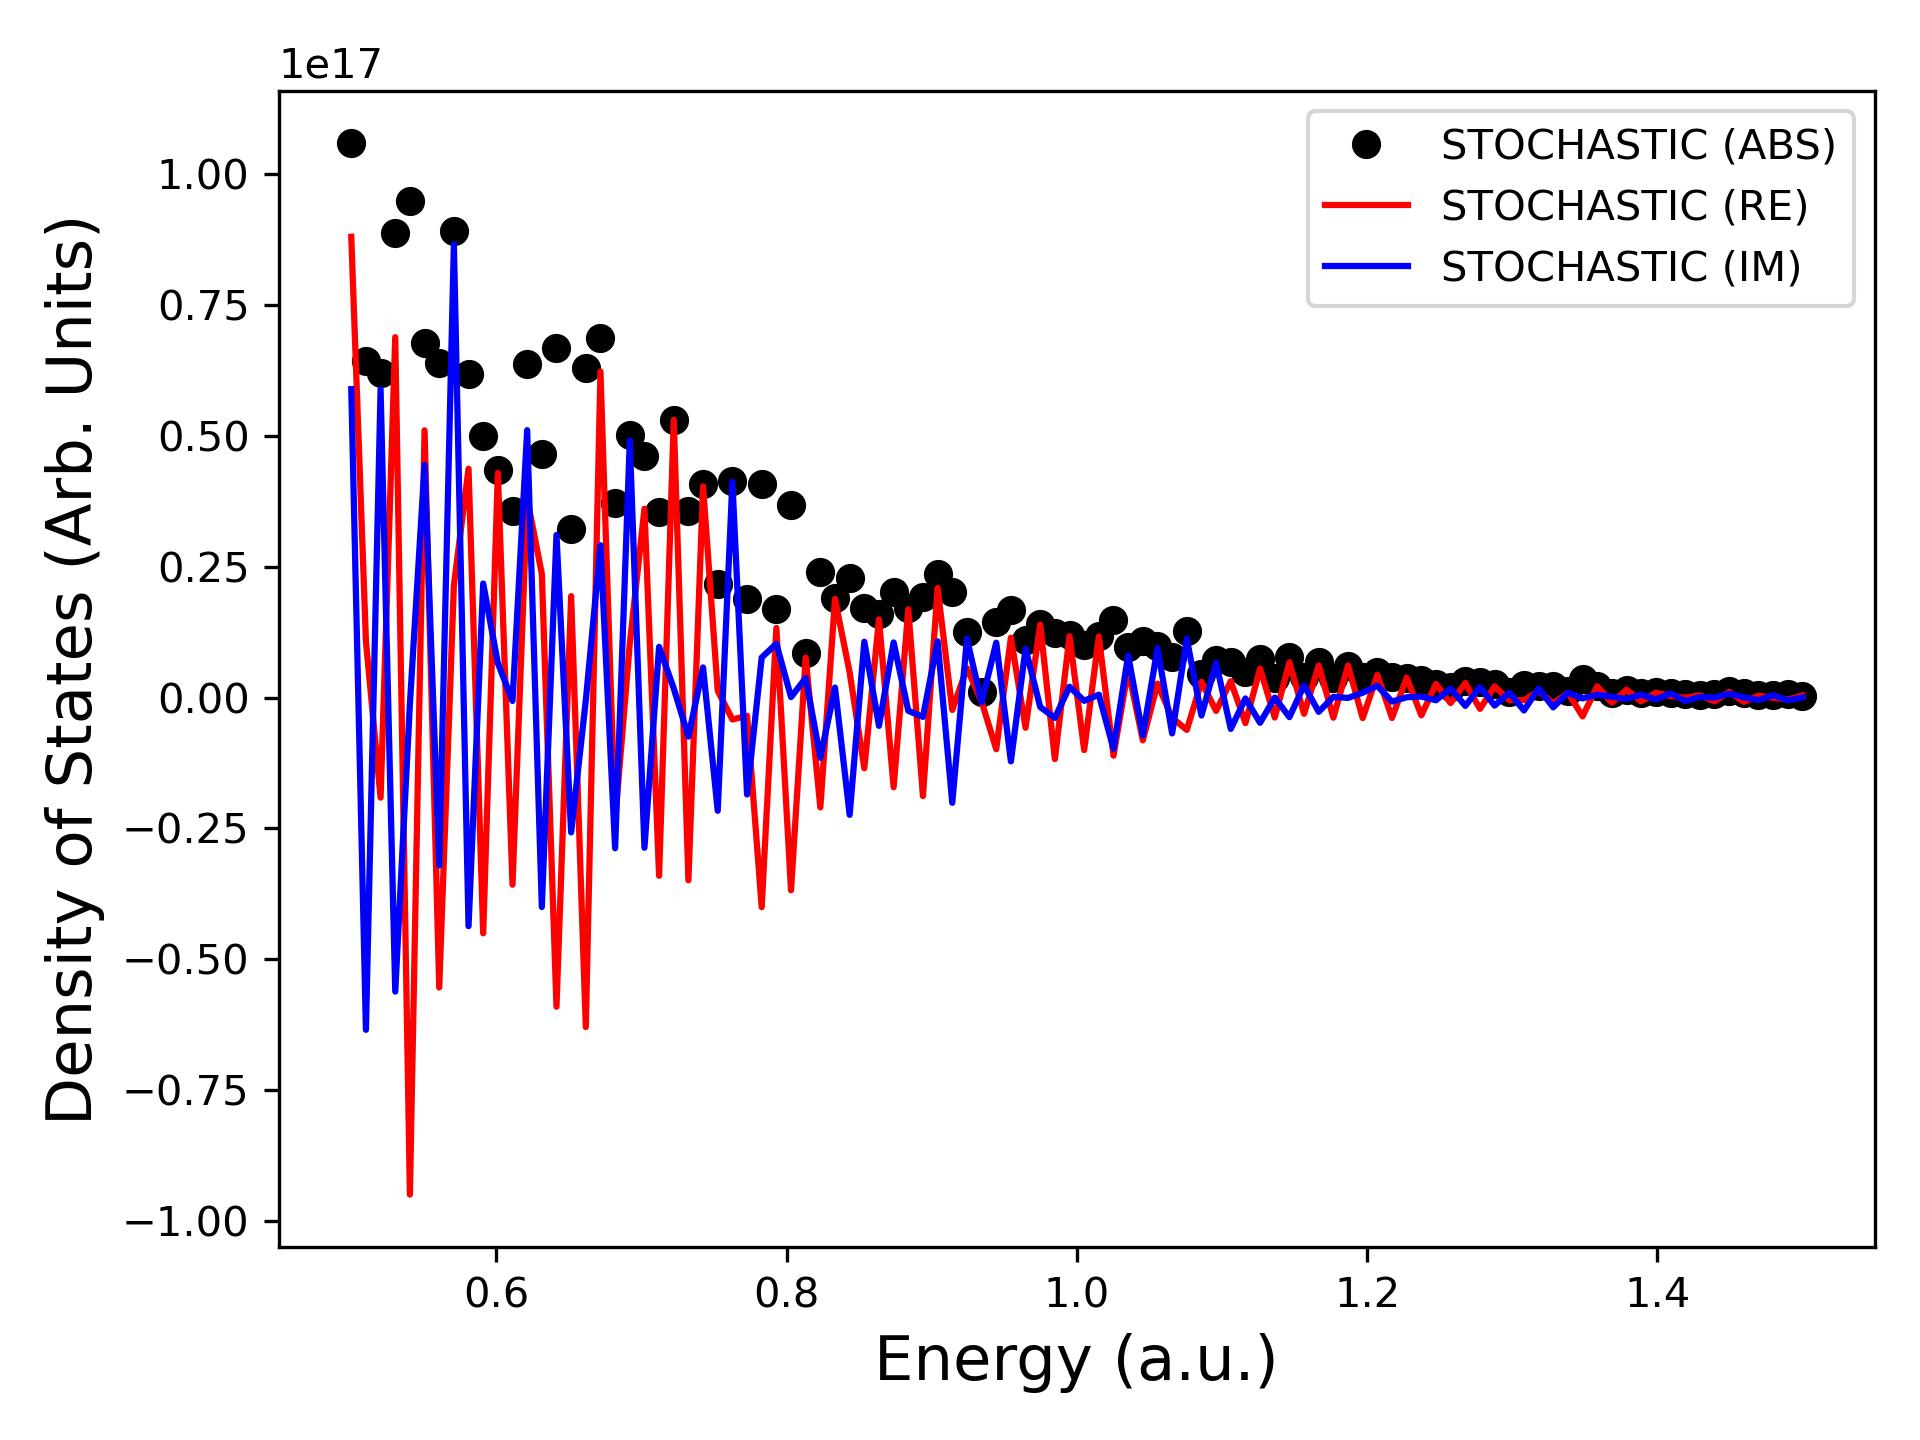 1e17
STOCHASTIC (ABS)
STOCHASTIC (RE)
STOCHASTIC (IM)
1.00
0.75
0.50
0.25
0.00
−0.25
−0.50
−0.75
−1.00
Density of States (Arb. Units)
0.6 0.8 1.0 1.2 1.4
Energy (a.u.)